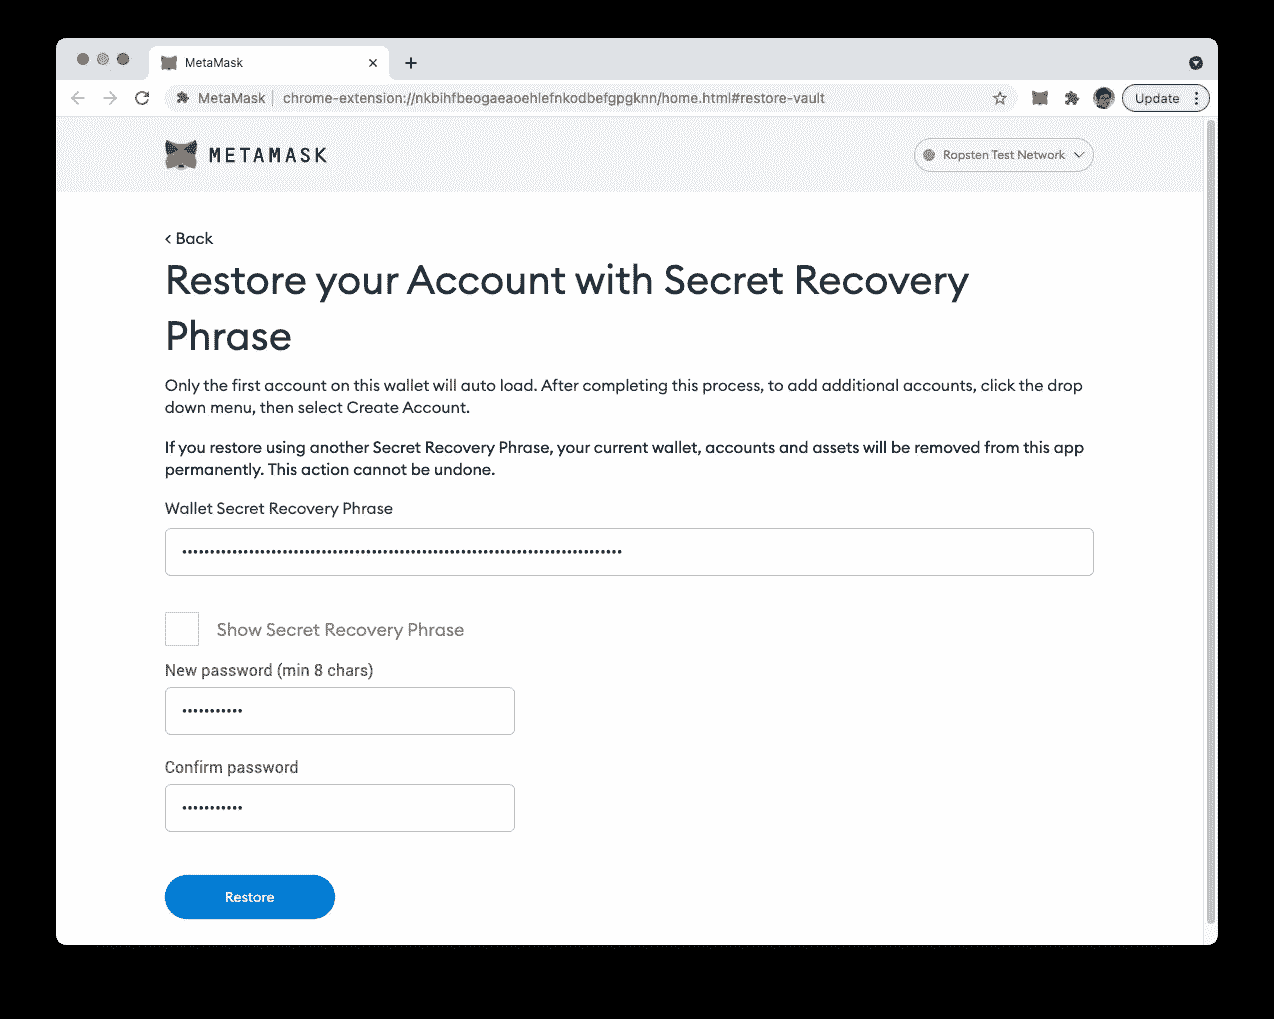 MetaMask
MetaMask chrome-extension://nkbihfbeogaeaoehlefnkodbefgpgknn/home.html#restore-vault Update
METAMASK Ropsten Test Network
< Back
Restore your Account with Secret Recovery
Phrase
Only the first account on this wallet will auto load. After completing this process, to add additional accounts, click the drop
down menu, then select Create Account.
If you restore using another Secret Recovery Phrase, your current wallet, accounts and assets will be removed from this app
permanently. This action cannot be undone.
Wallet Secret Recovery Phrase
Show Secret Recovery Phrase
New password (min 8 chars)
Confirm password
Restore